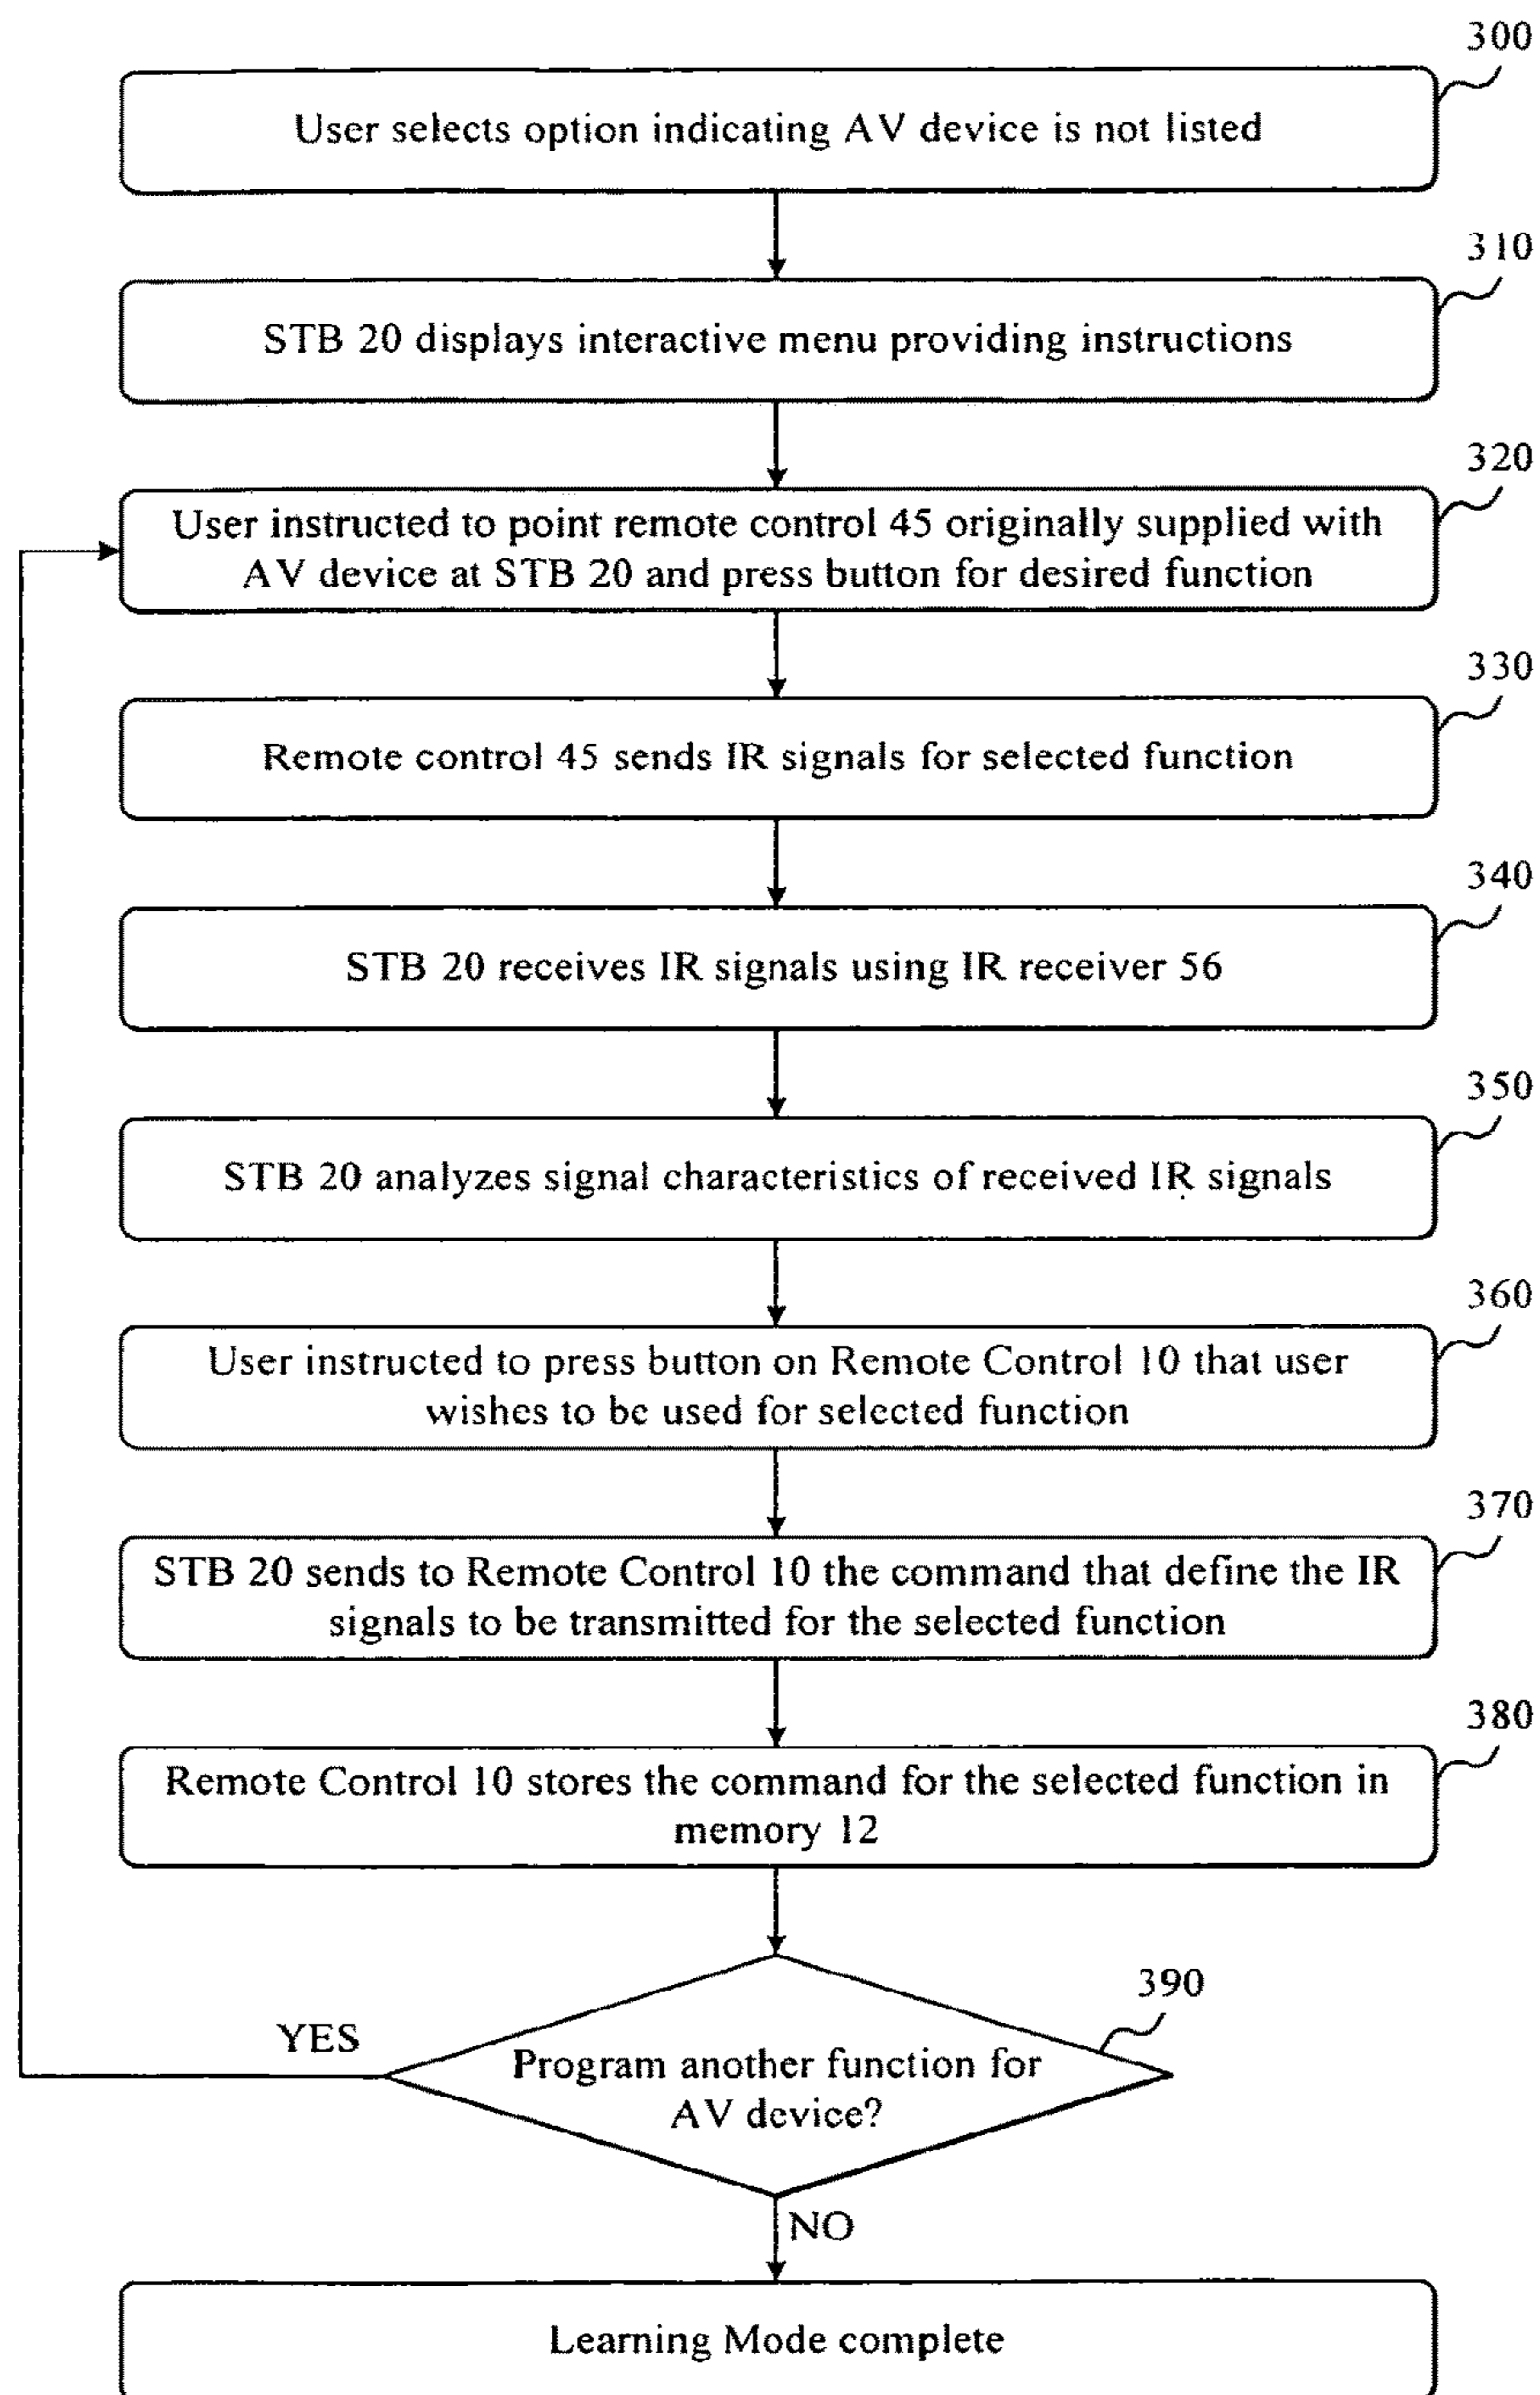 300
User selects option indicating AV device is not listed
310
STB 20 displays interactive menu providing instructions
320
User instructed to point remote control 45 originally supplied with
AV device at STB 20 and press button for desired function
330
Remote control 45 sends IR signals for selected function
340
STB 20 receives IR signals using IR receiver 56
350
STB 20 analyzes signal characteristics of received IR signals
360
User instructed to press button on Remote Control 10 that user
wishes to be used for selected function
370
STB 20 sends to Remote Control 10 the command that define the IR
signals to be transmitted for the selected function
380
Remote Control 10 stores the command for the selected function in
memory 12
390
YES
Program another function for
AV device?
NO
Learning Mode complete